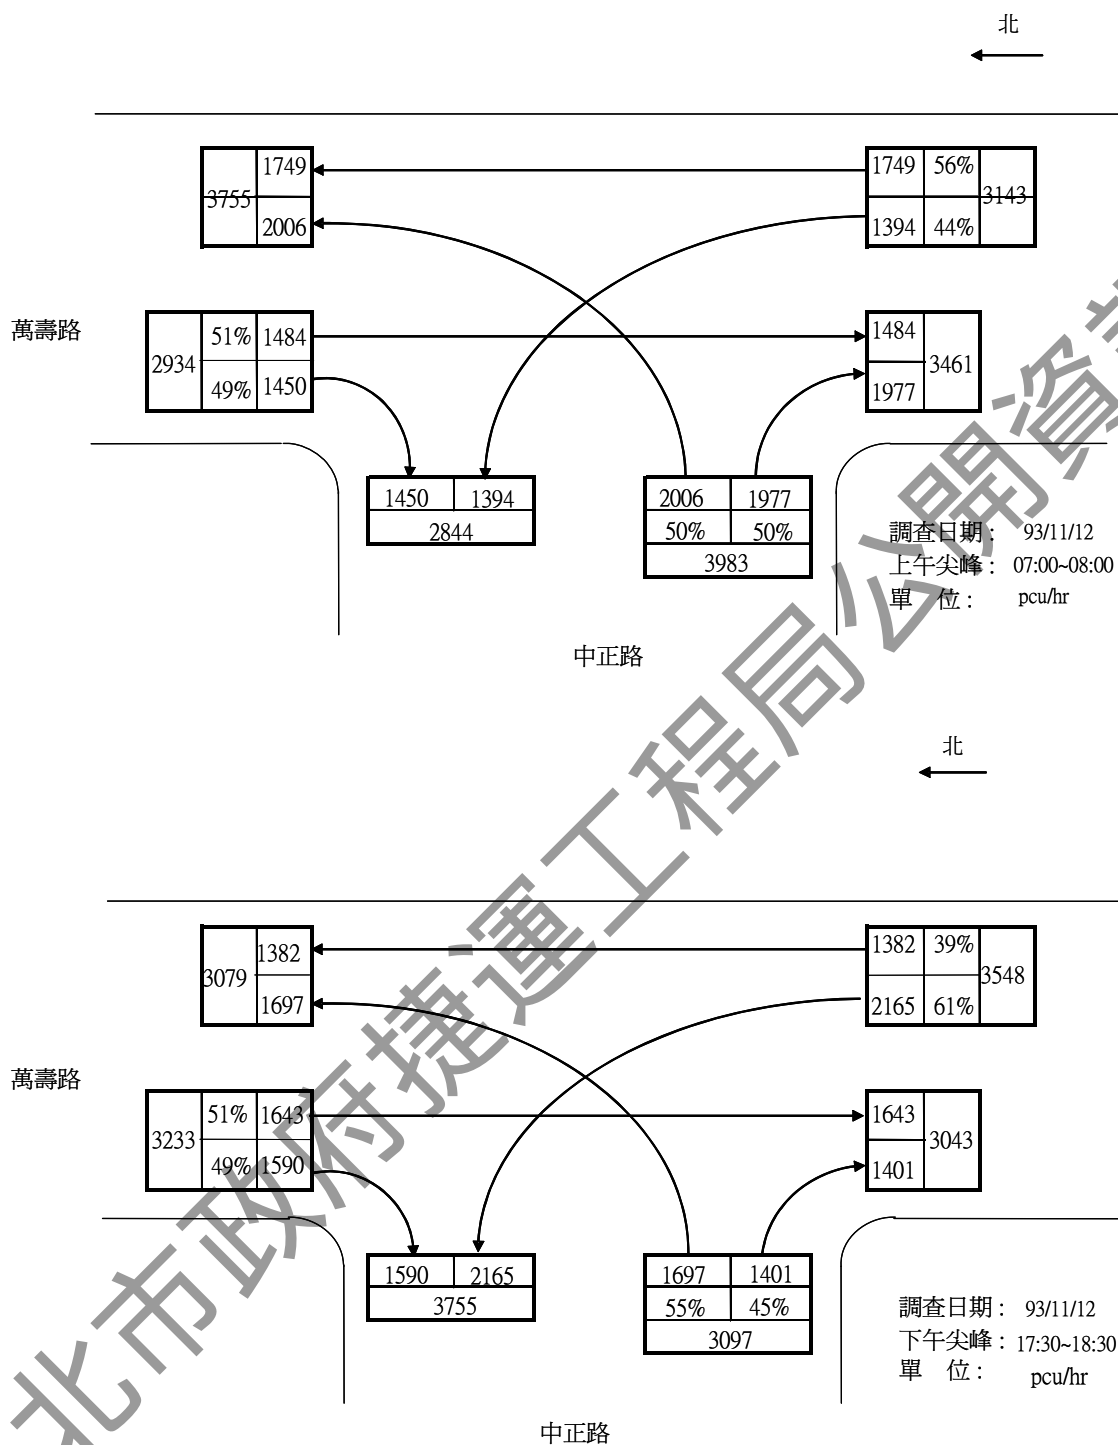 北
1749
3755
2006
1749 56%
3143
1394 44%
萬壽路
51% 1484
2934
49% 1450
1484
3461
1977
1450 1394
2844
2006 1977
50% 50%
3983
調查日期： 93/11/12
上午尖峰： 07:00~08:00
單 位： pcu/hr
中正路
北
1382
3079
1697
1382 39%
3548
2165 61%
萬壽路
51% 1643
3233
49% 1590
1643
3043
1401
1590 2165
3755
1697 1401
55% 45%
3097
調查日期： 93/11/12
下午尖峰： 17:30~18:30
單 位： pcu/hr
中正路
北市政府捷運工程局公開資